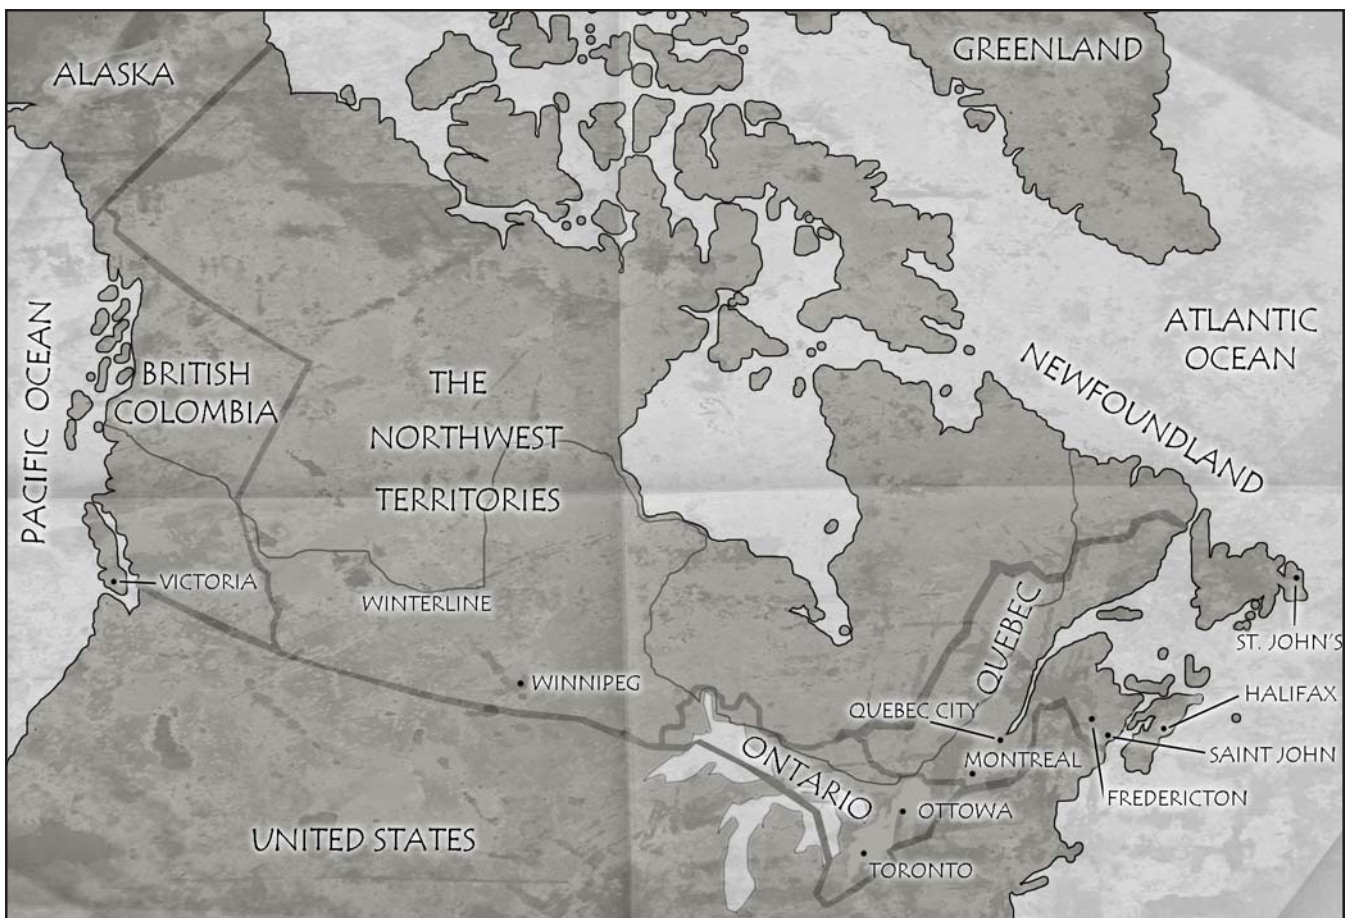 ALASKA
GREENLAND
PACIFIC OCEAN
BRITISH
COLOMBIA
THE
NORTHWEST
TERRITORIES
ATLANTIC
OCEAN
NEWFOUNDLAND
VICTORIA
WINTERLINE
QUEBEC
ST. JOHN'S
WINNIPEG
HALIFAX
QUEBEC CITY
SAINT JOHN
MONTREAL
ONTARIO
FREDERICTON
OTTOWA
UNITED STATES
TORONTO